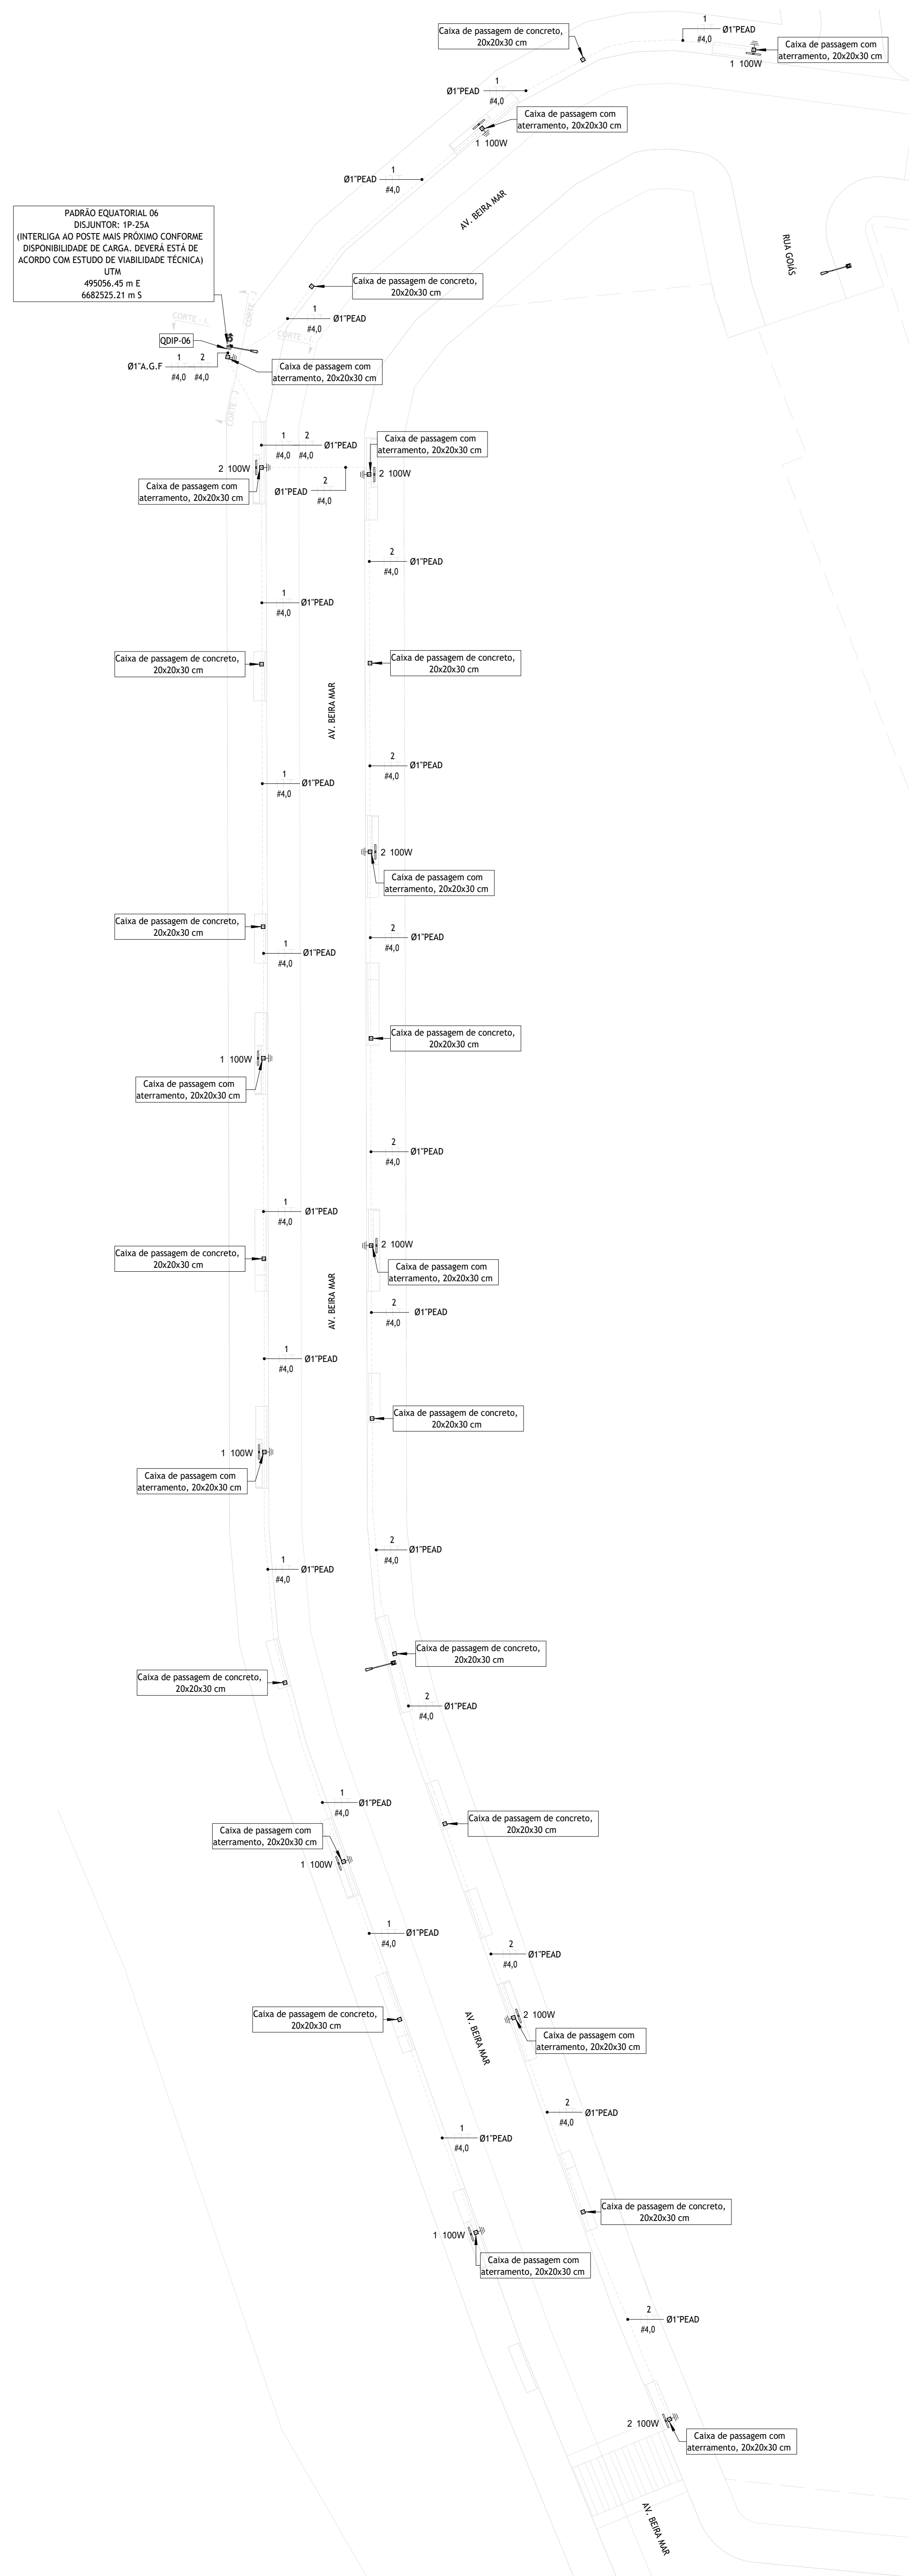 1
Ø1"PEAD
#4,0
Caixa de passagem de concreto,
20x20x30 cm
Caixa de passagem com
aterramento, 20x20x30 cm
1 100W
1
Ø1"PEAD
#4,0
Caixa de passagem com
aterramento, 20x20x30 cm
1 100W
1
Ø1"PEAD
#4,0
AV. BEIRA MAR
RUA GOIÁS
PADRÃO EQUATORIAL 06
DISJUNTOR: 1P-25A
(INTERLIGA AO POSTE MAIS PRÓXIMO CONFORME
DISPONIBILIDADE DE CARGA. DEVERÁ ESTÁ DE
ACORDO COM ESTUDO DE VIABILIDADE TÉCNICA)
UTM
495056.45 m E
6682525.21 m S
Caixa de passagem de concreto,
20x20x30 cm
CORTE - J
CORTE - L
1
Ø1"PEAD
#4,0
CORTE - L
QDIP-06
1 2
Ø1"A.G.F
#4,0 #4,0
Caixa de passagem com
aterramento, 20x20x30 cm
CORTE - J
1 2
Ø1"PEAD
#4,0 #4,0
Caixa de passagem com
aterramento, 20x20x30 cm
2 100W
2 100W
Caixa de passagem com
aterramento, 20x20x30 cm
2
Ø1"PEAD
#4,0
2
Ø1"PEAD
#4,0
1
Ø1"PEAD
#4,0
Caixa de passagem de concreto,
20x20x30 cm
Caixa de passagem de concreto,
20x20x30 cm
AV. BEIRA MAR
2
Ø1"PEAD
#4,0
1
Ø1"PEAD
#4,0
2 100W
Caixa de passagem com
aterramento, 20x20x30 cm
Caixa de passagem de concreto,
20x20x30 cm
2
Ø1"PEAD
#4,0
1
Ø1"PEAD
#4,0
Caixa de passagem de concreto,
20x20x30 cm
1 100W
Caixa de passagem com
aterramento, 20x20x30 cm
2
Ø1"PEAD
#4,0
1
Ø1"PEAD
#4,0
2 100W
Caixa de passagem de concreto,
20x20x30 cm
Caixa de passagem com
aterramento, 20x20x30 cm
AV. BEIRA MAR
2
Ø1"PEAD
#4,0
1
Ø1"PEAD
#4,0
Caixa de passagem de concreto,
20x20x30 cm
1 100W
Caixa de passagem com
aterramento, 20x20x30 cm
2
Ø1"PEAD
#4,0
1
Ø1"PEAD
#4,0
Caixa de passagem de concreto,
20x20x30 cm
Caixa de passagem de concreto,
20x20x30 cm
2
Ø1"PEAD
#4,0
1
Ø1"PEAD
#4,0
Caixa de passagem de concreto,
20x20x30 cm
Caixa de passagem com
aterramento, 20x20x30 cm
1 100W
1
Ø1"PEAD
#4,0
2
Ø1"PEAD
#4,0
Caixa de passagem de concreto,
20x20x30 cm
AV. BEIRA MAR
2 100W
Caixa de passagem com
aterramento, 20x20x30 cm
2
Ø1"PEAD
#4,0
1
Ø1"PEAD
#4,0
Caixa de passagem de concreto,
20x20x30 cm
1 100W
Caixa de passagem com
aterramento, 20x20x30 cm
2
Ø1"PEAD
#4,0
2 100W
Caixa de passagem com
aterramento, 20x20x30 cm
AV. BEIRA MAR